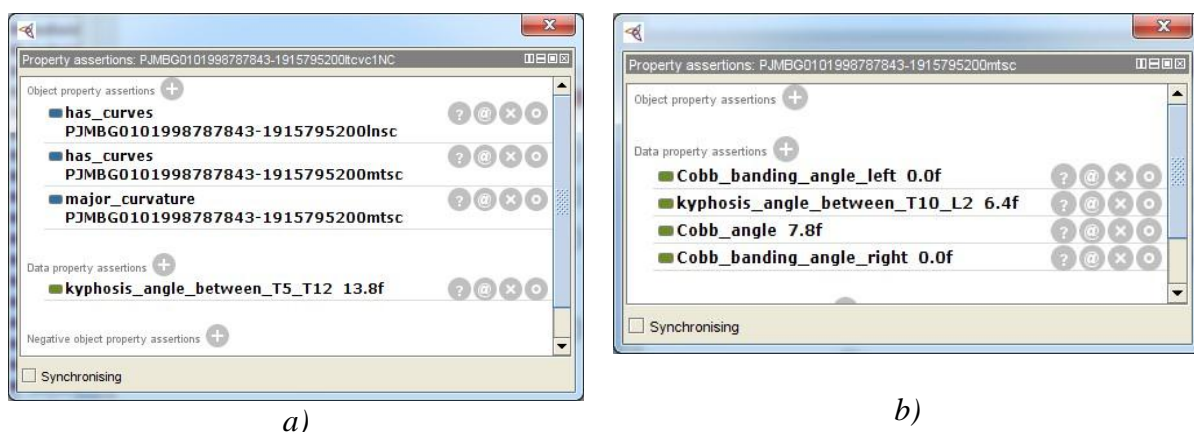 Property assertions: PJMBG0101998787843-1915795200ltcvc1NC
Object property assertions
has_curves
PJMBG0101998787843-1915795200lnsc
has_curves
PJMBG0101998787843-1915795200mtsc
major_curvature
PJMBG0101998787843-1915795200mtsc
Data property assertions
kyphosis_angle_between_T5_T12 13.8f
Negative object property assertions
Synchronising
a)
Property assertions: PJMBG0101998787843-1915795200mtsc
Object property assertions
Data property assertions
Cobb_banding_angle_left 0.0f
kyphosis_angle_between_T10_L2 6.4f
Cobb_angle 7.8f
Cobb_banding_angle_right 0.0f
Synchronising
b)